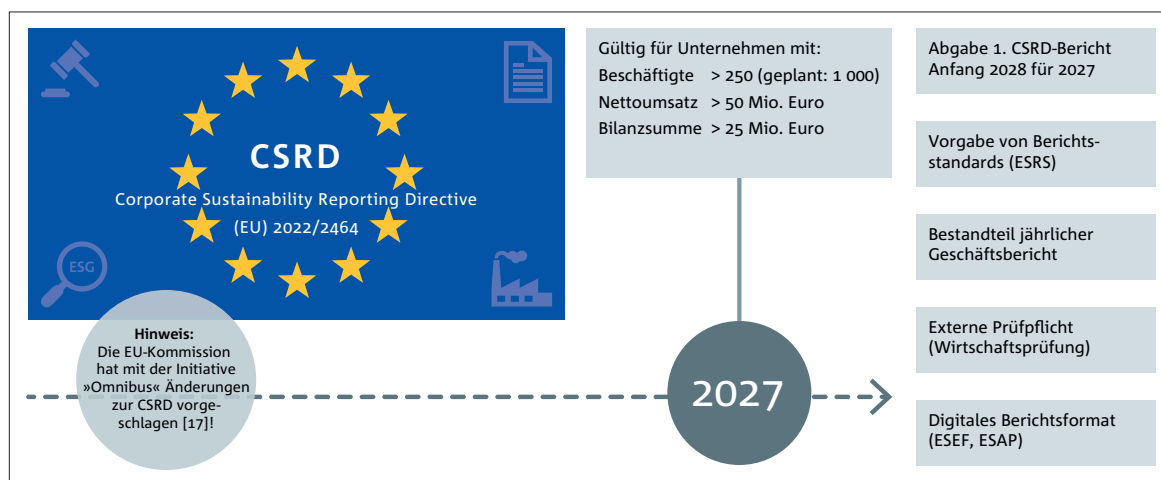 CSRD
Corporate Sustainability Reporting Directive
(EU) 2022/2464
ESG
Hinweis:
Die EU-Kommission
hat mit der Initiative
»Omnibus« Änderungen
zur CSRD vorge-
schlagen [17]!
Gültig für Unternehmen mit:
Beschäftigte > 250 (geplant: 1 000)
Nettoumsatz > 50 Mio. Euro
Bilanzsumme > 25 Mio. Euro
2027
Abgabe 1. CSRD-Bericht
Anfang 2028 für 2027
Vorgabe von Berichts-
standards (ESRS)
Bestandteil jährlicher
Geschäftsbericht
Externe Prüfpflicht
(Wirtschaftsprüfung)
Digitales Berichtsformat
(ESEF, ESAP)